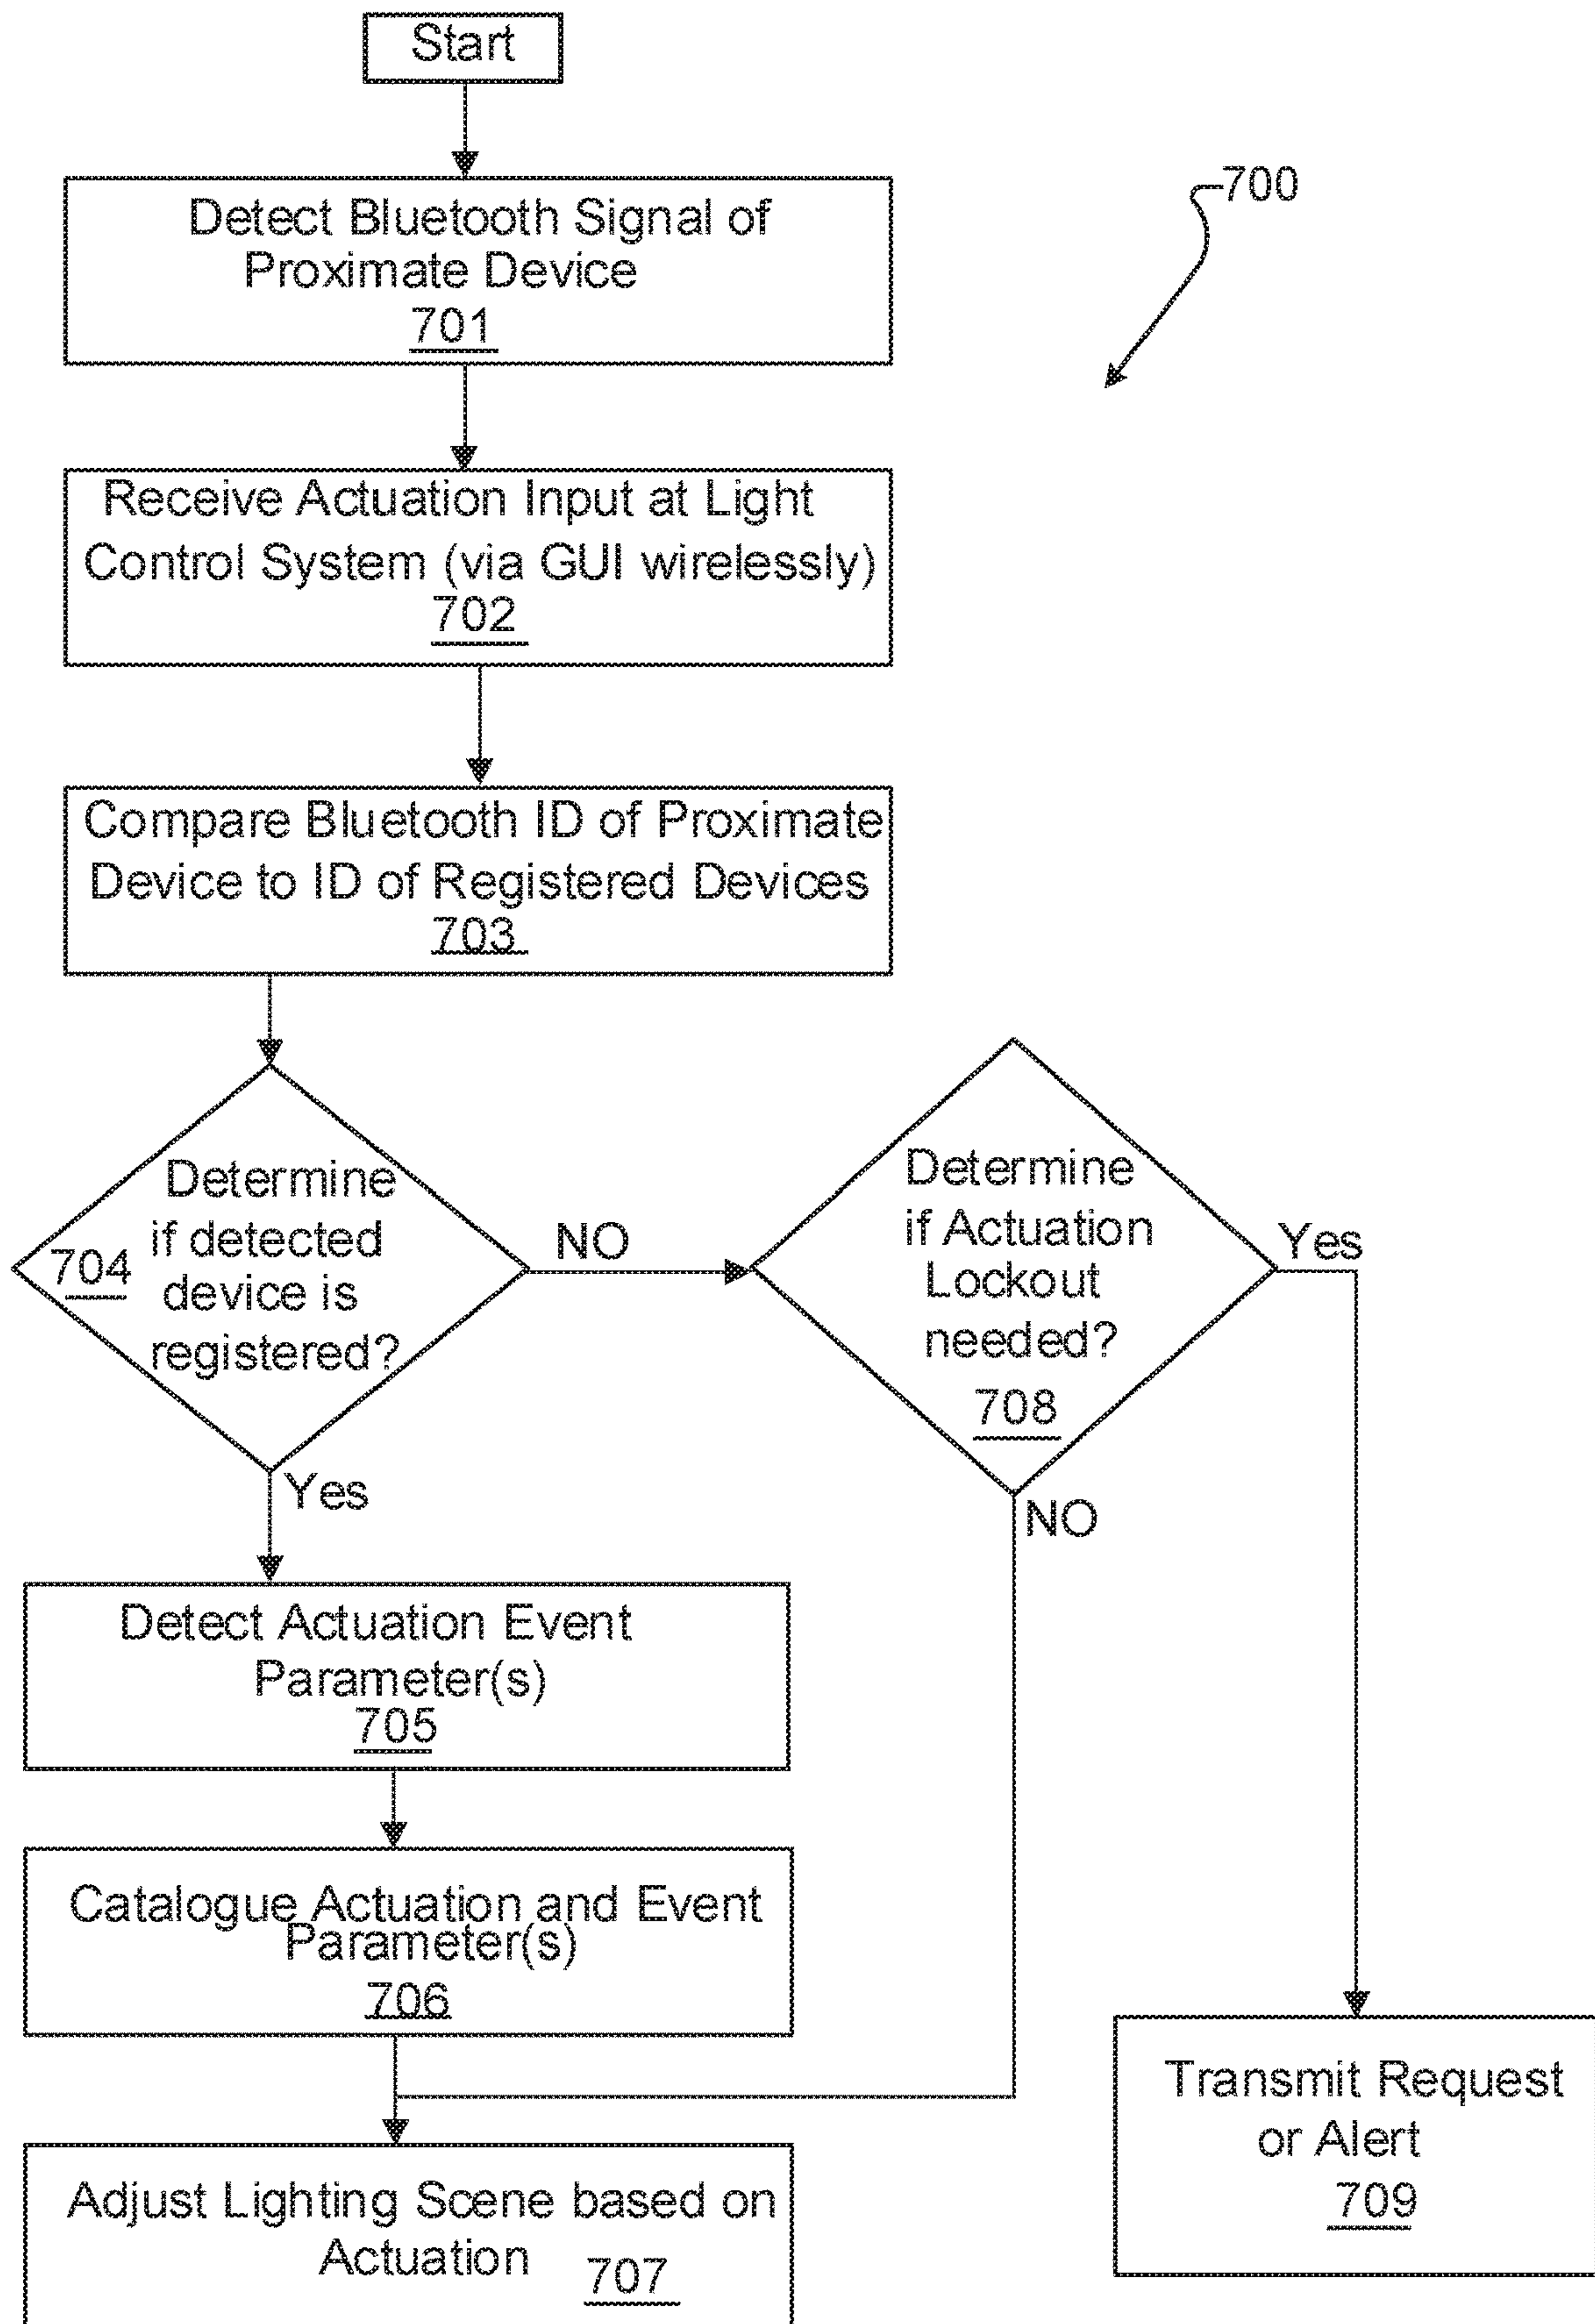 Start
700
Detect Bluetooth Signal of
Proximate Device
701
Receive Actuation Input at Light
Control System (via GUI wirelessly)
702
Compare Bluetooth ID of Proximate
Device to ID of Registered Devices
703
Determine
if detected
704
device is
registered?
NO
Yes
Determine
if Actuation
Lockout
needed?
708
Yes
NO
Detect Actuation Event
Parameter(s)
705
Catalogue Actuation and Event
Parameter(s)
706
Adjust Lighting Scene based on
Actuation 707
Transmit Request
or Alert
709